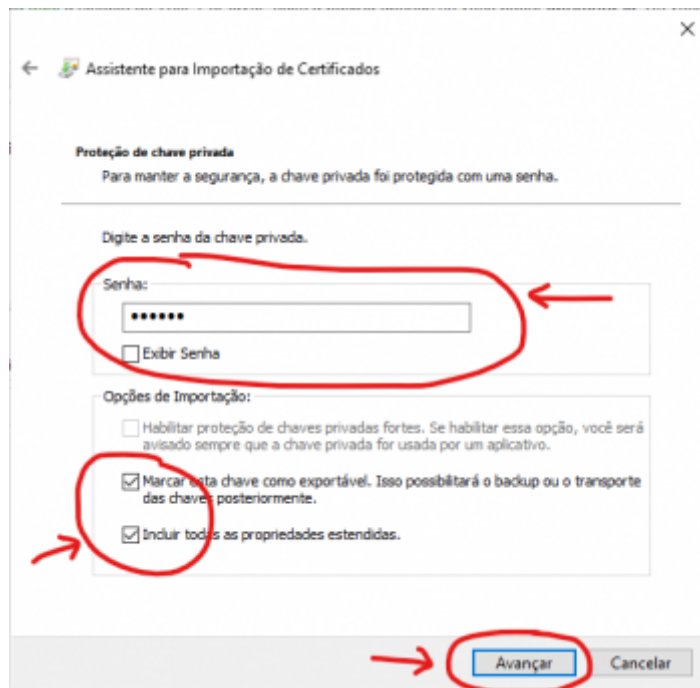 Assistente para Importação de Certificados
Proteção de chave privada
Para manter a segurança, a chave privada foi protegida com uma senha.
Digite a senha da chave privada.
Senha:
••••••
Exibir Senha
Opções de Importação:
Habilitar proteção de chaves privadas fortes. Se habilitar essa opção, você será
avisado sempre que a chave privada for usada por um aplicativo.
Marcar esta chave como exportável. Isso possibilitará o backup ou o transporte
das chaves posteriormente.
Incluir todas as propriedades estendidas.
Avançar Cancelar